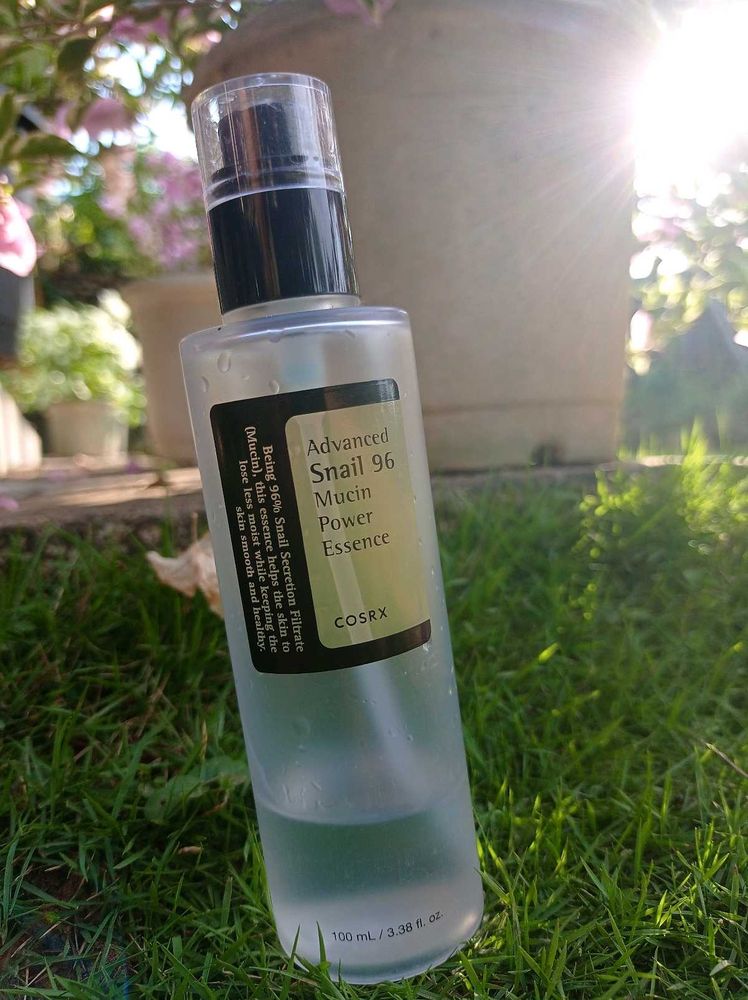 Advanced
Snail 96
Mucin
Power
Essence
COSRX
Being 96% Snail Secretion Filtrate
(Mucin), this essence helps the skin to
lose less moist while keeping the
skin smooth and healthy.
100 mL / 3.38 fl. oz.